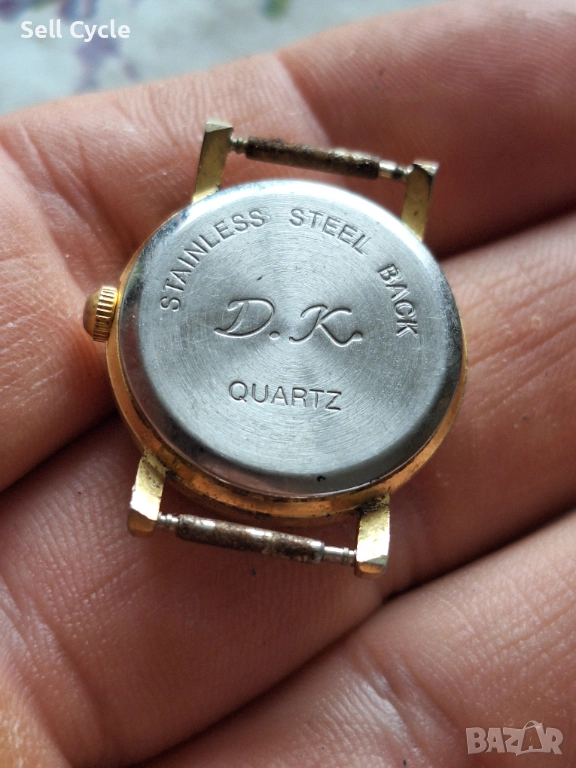 Sell Cycle
STAINLESS STEEL BACK
D.K.
QUARTZ
BAZAR